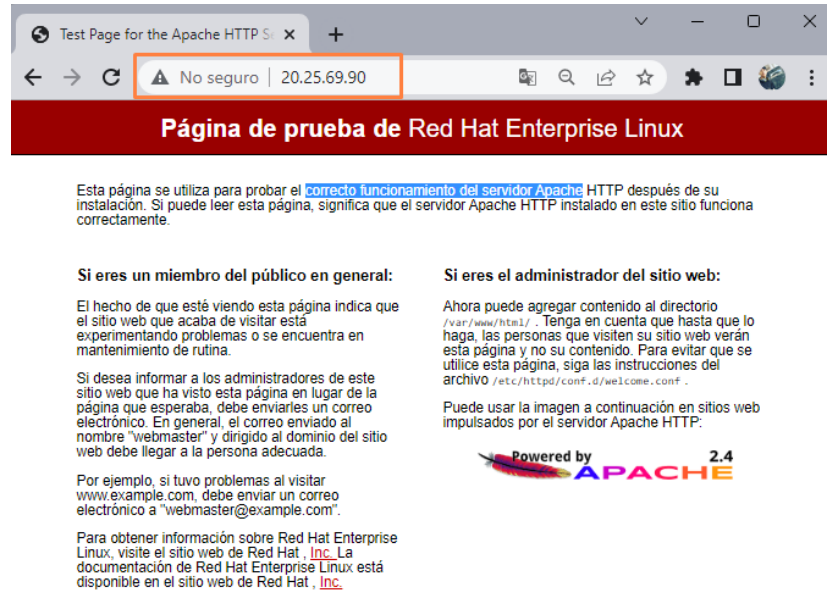 Test Page for the Apache HTTP Se
No seguro | 20.25.69.90
Página de prueba de Red Hat Enterprise Linux
Esta página se utiliza para probar el correcto funcionamiento del servidor Apache HTTP después de su
instalación. Si puede leer esta página, significa que el servidor Apache HTTP instalado en este sitio funciona
correctamente.
Si eres un miembro del público en general:
El hecho de que esté viendo esta página indica que
el sitio web que acaba de visitar está
experimentando problemas o se encuentra en
mantenimiento de rutina.
Si desea informar a los administradores de este
sitio web que ha visto esta página en lugar de la
página que esperaba, debe enviarles un correo
electrónico. En general, el correo enviado al
nombre "webmaster" y dirigido al dominio del sitio
web debe llegar a la persona adecuada.
Por ejemplo, si tuvo problemas al visitar
www.example.com, debe enviar un correo
electrónico a "webmaster@example.com".
Para obtener información sobre Red Hat Enterprise
Linux, visite el sitio web de Red Hat , Inc. La
documentación de Red Hat Enterprise Linux está
disponible en el sitio web de Red Hat , Inc.
Si eres el administrador del sitio web:
Ahora puede agregar contenido al directorio
/var/www/html/ . Tenga en cuenta que hasta que lo
haga, las personas que visiten su sitio web verán
esta página y no su contenido. Para evitar que se
utilice esta página, siga las instrucciones del
archivo /etc/httpd/conf.d/welcome.conf .
Puede usar la imagen a continuación en sitios web
impulsados por el servidor Apache HTTP:
Powered by 2.4
APACHE